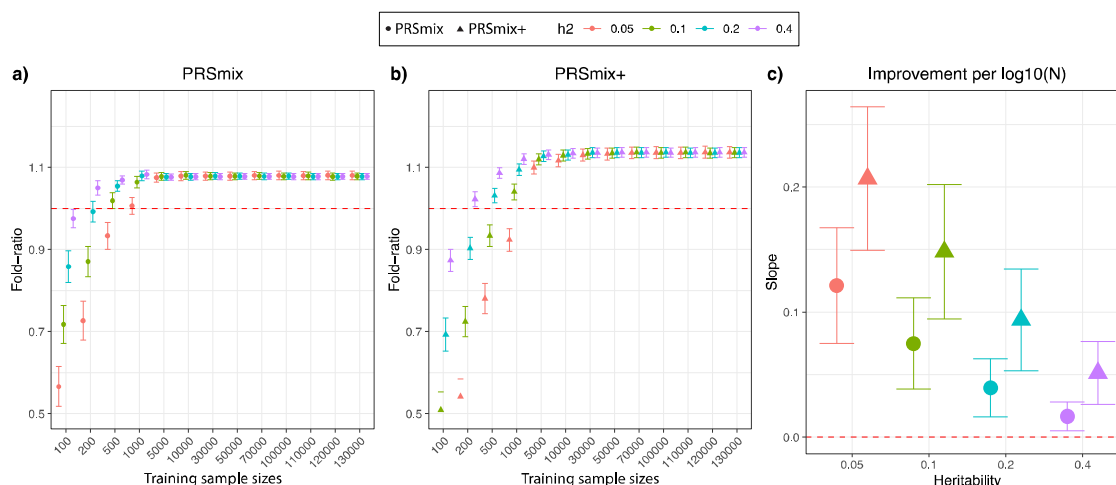 PRSmix PRSmix+ h2 0.05 0.1 0.2 0.4
a) PRSmix
b) PRSmix+
c) Improvement per log10(N)
Fold−ratio
1.1
0.9
0.7
0.5
100 200 500 1000 5000 10000 30000 50000 70000 100000 110000 120000 130000
Training sample sizes
Fold−ratio
1.1
0.9
0.7
0.5
100 200 500 1000 5000 10000 30000 50000 70000 100000 110000 120000 130000
Training sample sizes
Slope
0.2
0.1
0.0
0.05 0.1 0.2 0.4
Heritability